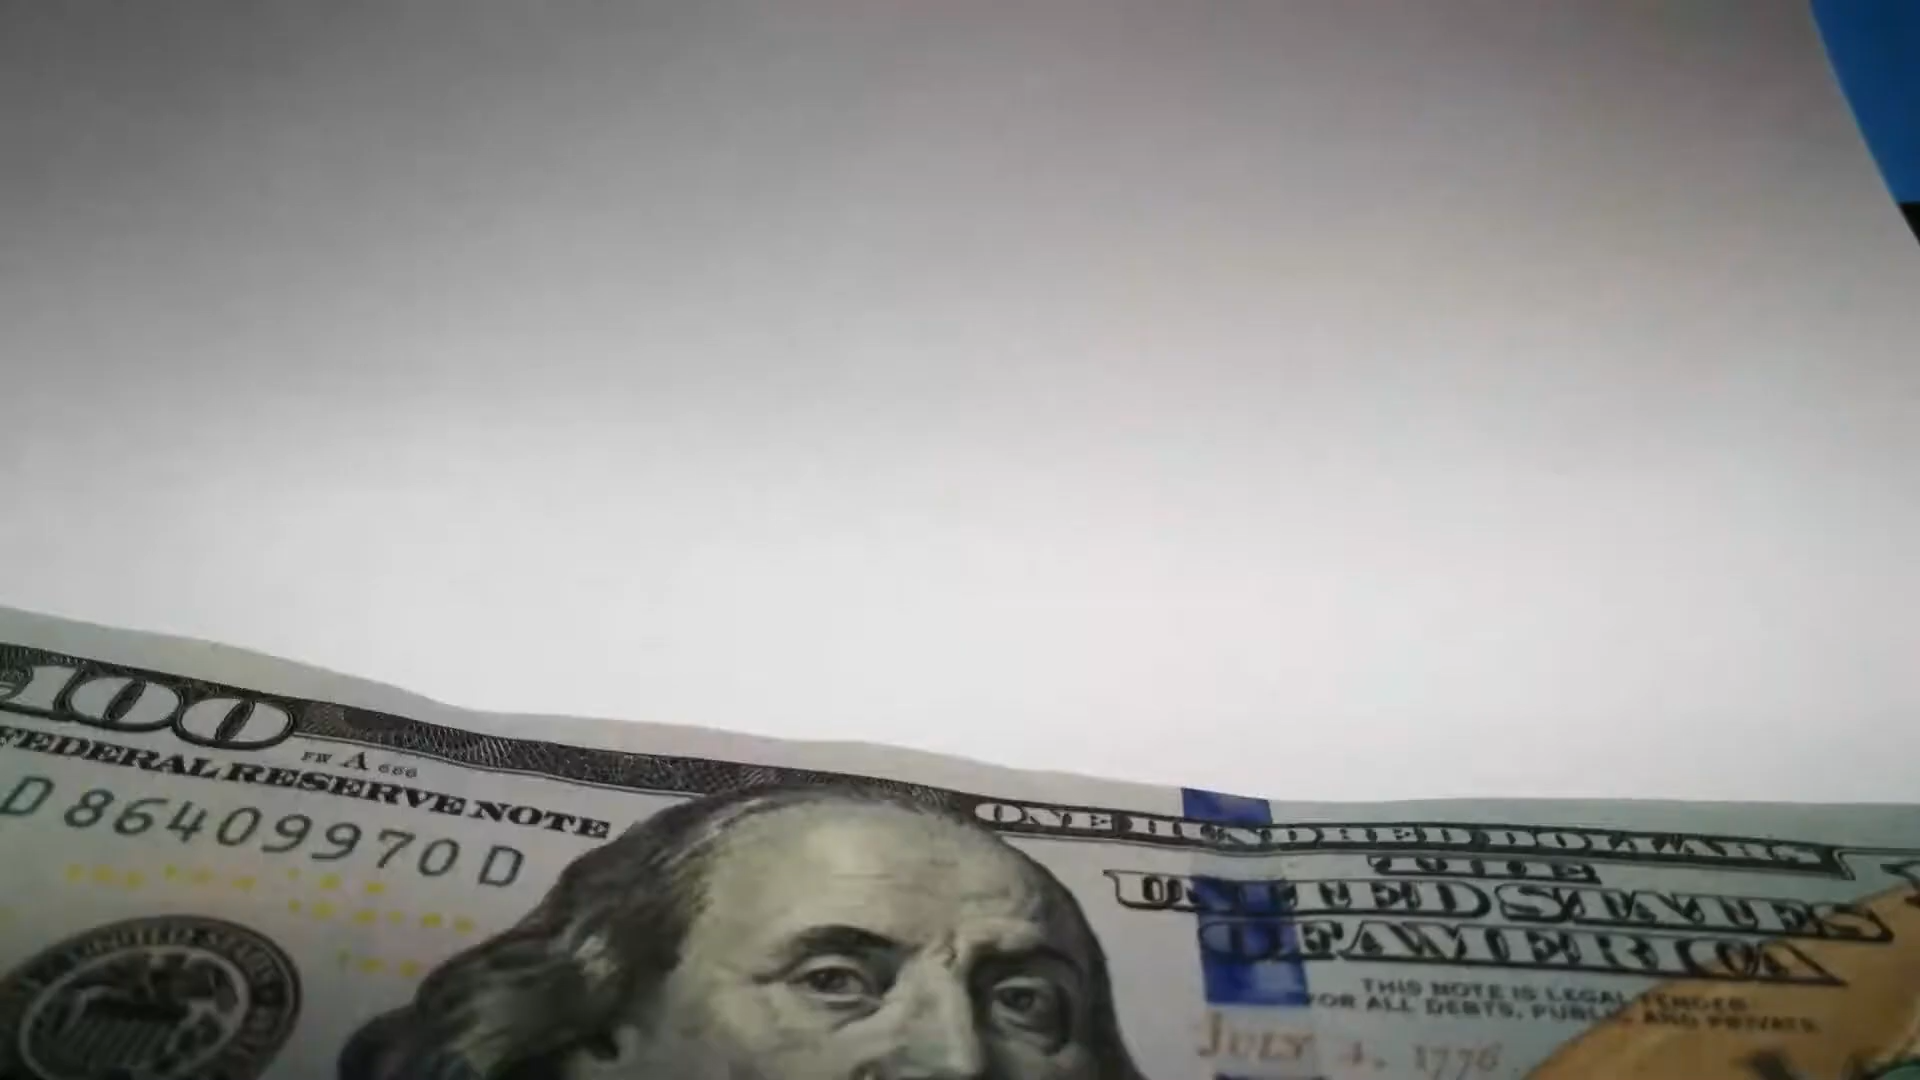 100
FW A 666
FEDERAL RESERVE NOTE
D 86409970 D
ONE HUNDRED DOLLARS
THE
UNITED STATES
OF AMERICA
THIS NOTE IS LEGAL TENDER
FOR ALL DEBTS, PUBLIC AND PRIVATE
JULY 4, 1776